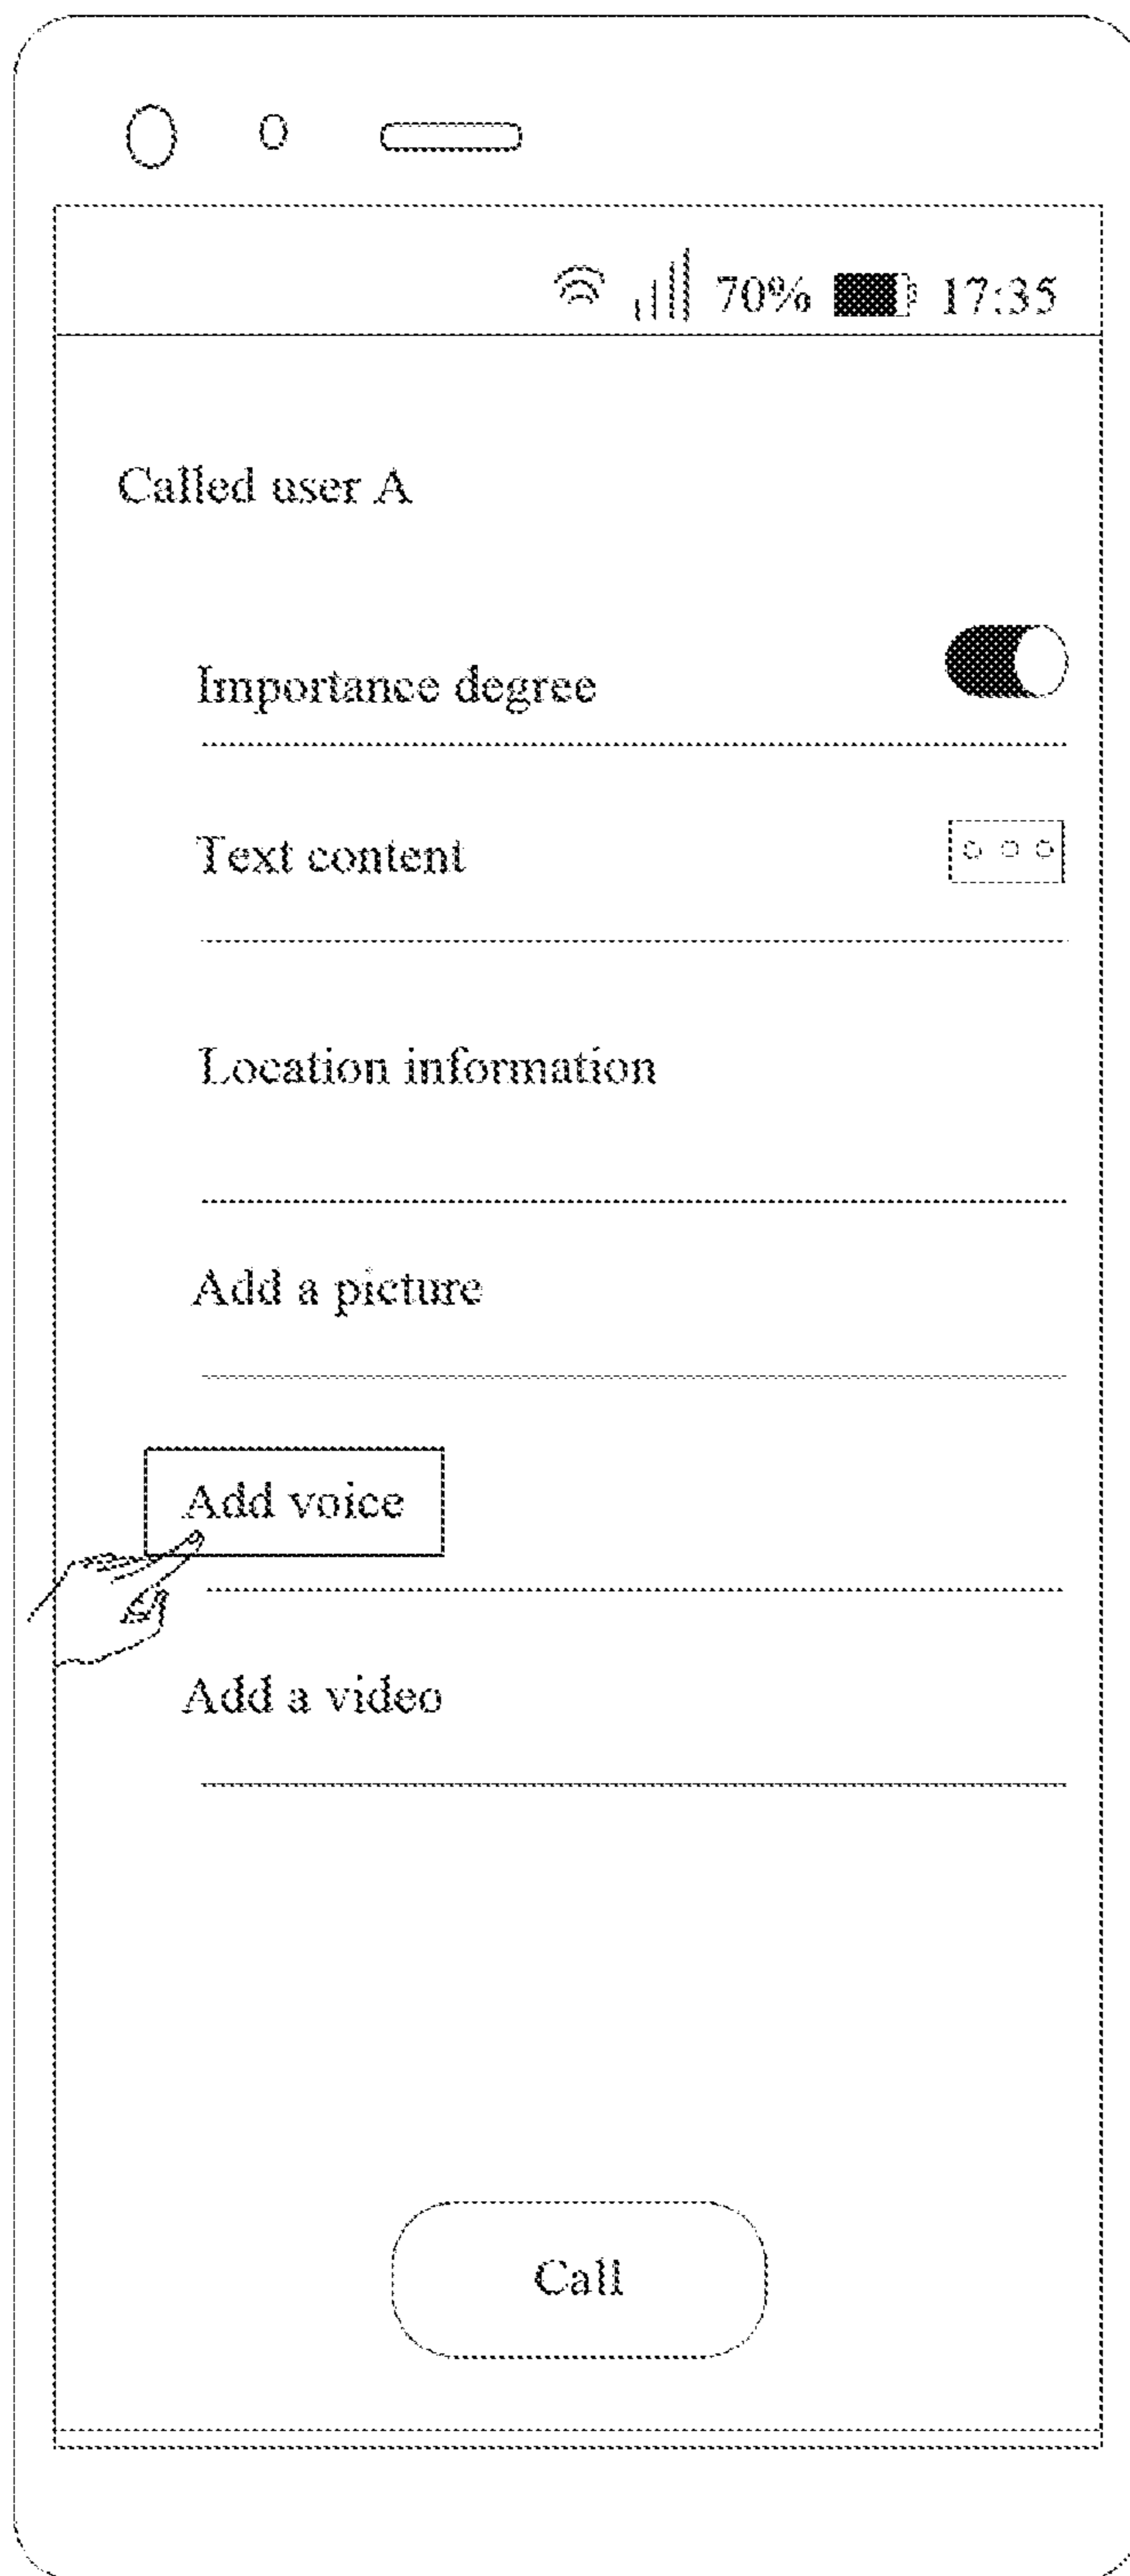 70% 17:35
Called user A
Importance degree
Text content
Location information
Add a picture
Add voice
Add a video
Call